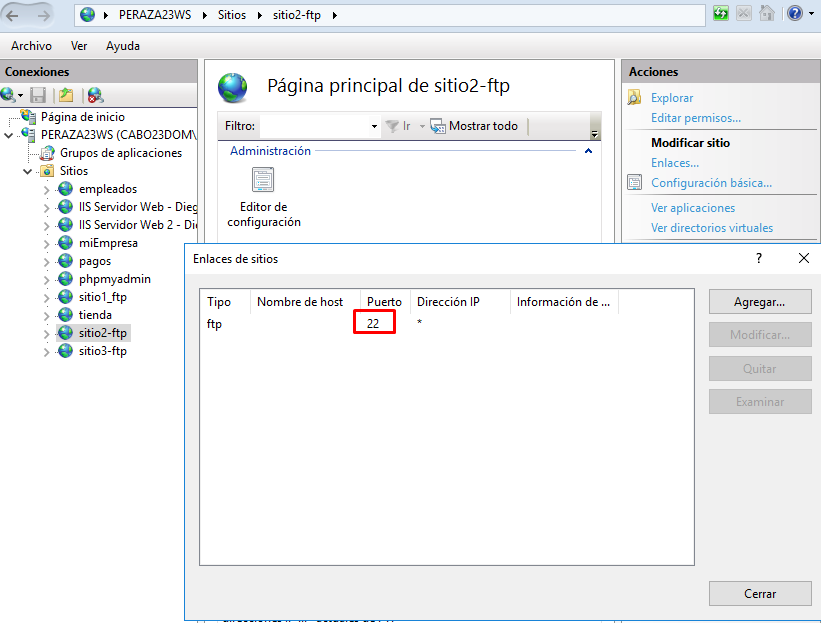 PERAZA23WS ▸ Sitios ▸ sitio2-ftp ▸
Archivo Ver Ayuda
Conexiones
Página de inicio
PERAZA23WS (CABO23DOM\
Grupos de aplicaciones
Sitios
empleados
IIS Servidor Web - Dieg
IIS Servidor Web 2 - Di
miEmpresa
pagos
phpmyadmin
sitio1_ftp
tienda
sitio2-ftp
sitio3-ftp
Página principal de sitio2-ftp
Filtro: Ir Mostrar todo
Administración
Editor de
configuración
Acciones
Explorar
Editar permisos...
Modificar sitio
Enlaces...
Configuración básica...
Ver aplicaciones
Ver directorios virtuales
Enlaces de sitios ?
Tipo Nombre de host Puerto Dirección IP Información de ...
ftp 22 *
Agregar...
Modificar...
Quitar
Examinar
Cerrar